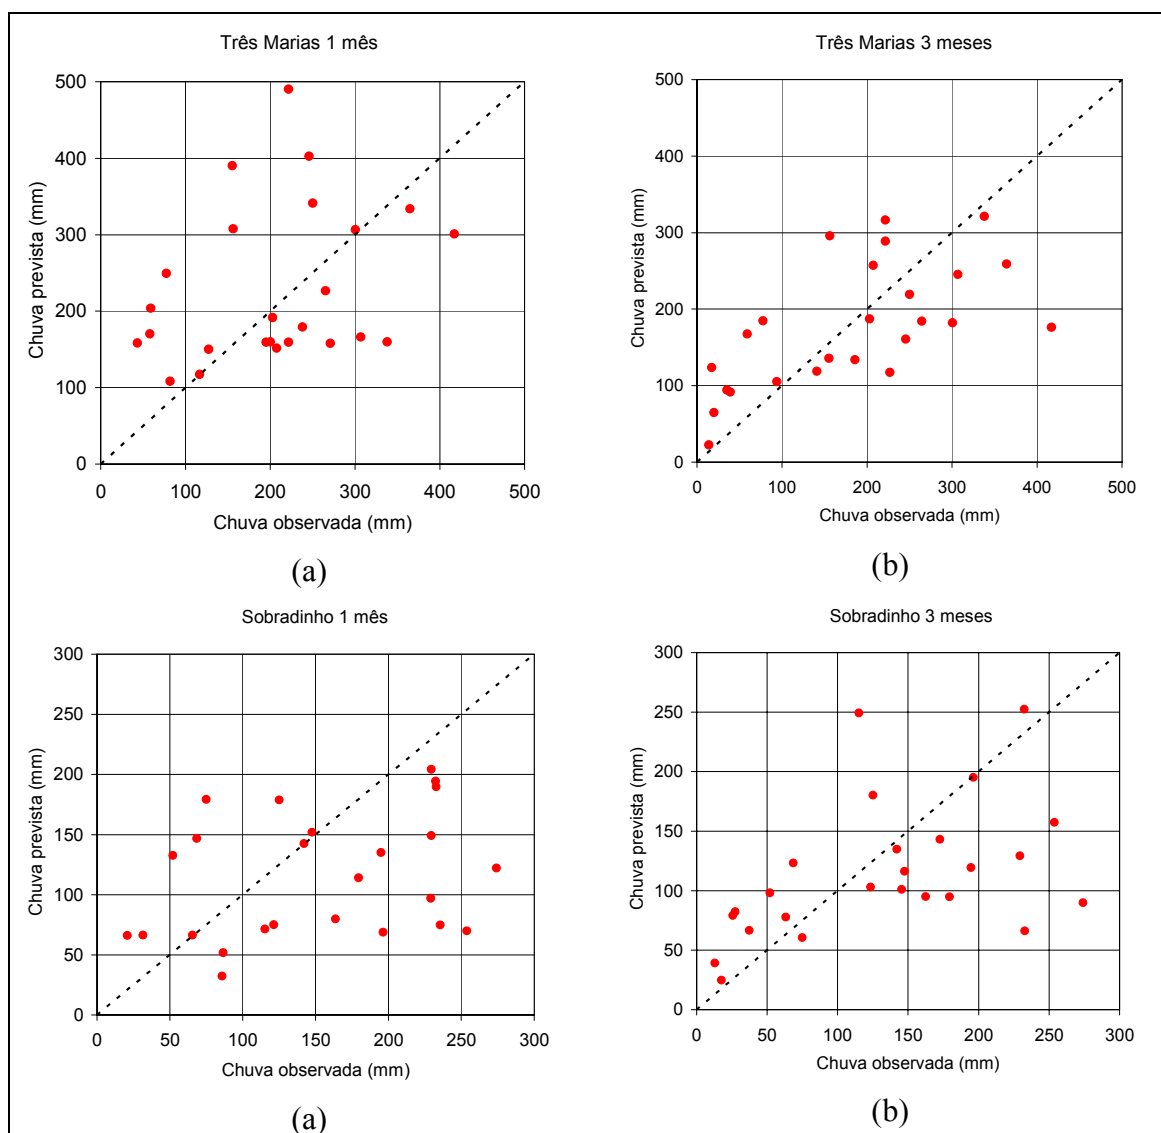 Três Marias 1 mês
500
400
300
200
100
0
Chuva prevista (mm)
0 100 200 300 400 500
Chuva observada (mm)
(a)
Três Marias 3 meses
500
400
300
200
100
0
Chuva prevista (mm)
0 100 200 300 400 500
Chuva observada (mm)
(b)
Sobradinho 1 mês
300
250
200
150
100
50
0
Chuva prevista (mm)
0 50 100 150 200 250 300
Chuva observada (mm)
(a)
Sobradinho 3 meses
300
250
200
150
100
50
0
Chuva prevista (mm)
0 50 100 150 200 250 300
Chuva observada (mm)
(b)